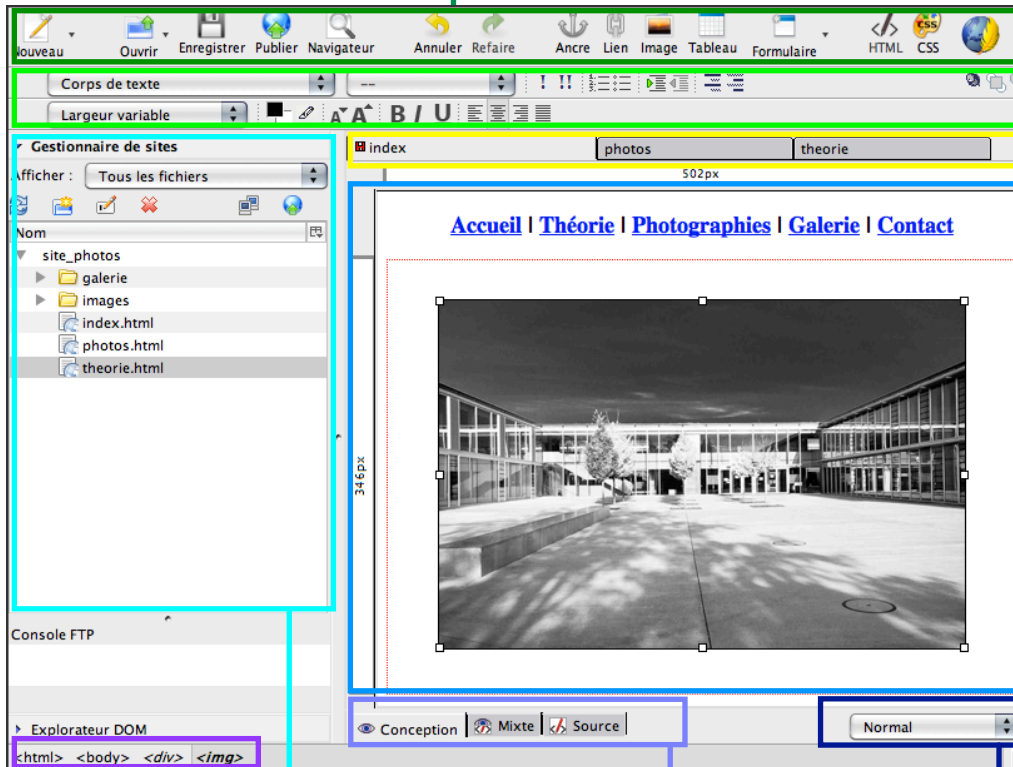 Nouveau Ouvrir Enregistrer Publier Navigateur Annuler Refaire Ancre Lien Image Tableau Formulaire HTML CSS
Corps de texte -- ! !!
Largeur variable A A B I U
Gestionnaire de sites
index photos theorie
Afficher : Tous les fichiers
502px
Nom
Accueil | Théorie | Photographies | Galerie | Contact
site_photos
galerie
images
index.html
photos.html
theorie.html
346px
Console FTP
Explorateur DOM
Conception Mixte Source Normal
<html> <body> <div> <img>